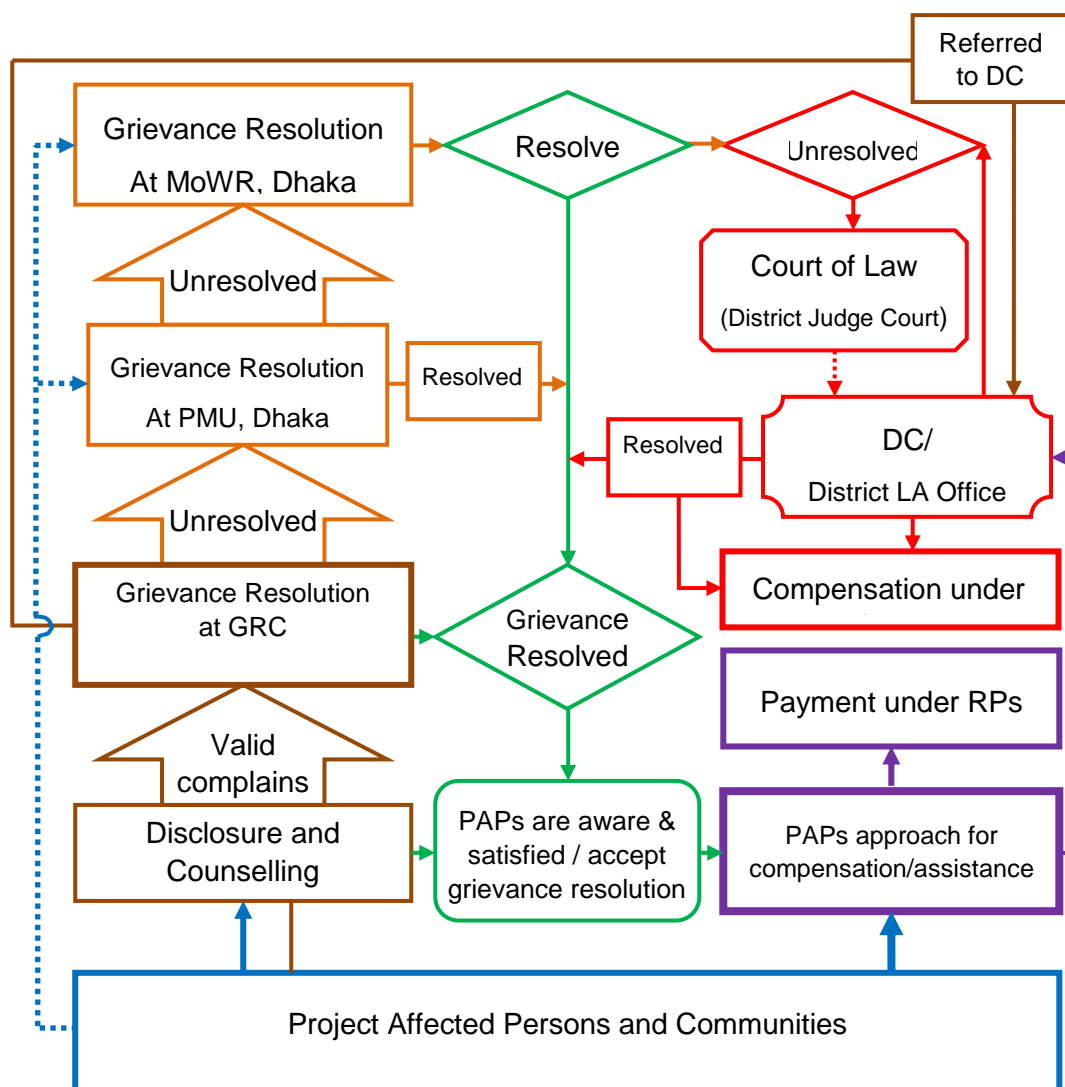 Referred
to DC
Grievance Resolution
At MoWR, Dhaka
Resolve
Unresolved
Unresolved
Court of Law
(District Judge Court)
Grievance Resolution
At PMU, Dhaka
Resolved
Resolved
DC/
District LA Office
Unresolved
Grievance Resolution
at GRC
Grievance
Resolved
Compensation under
Payment under RPs
Valid
complains
Disclosure and
Counselling
PAPs are aware &
satisfied / accept
grievance resolution
PAPs approach for
compensation/assistance
Project Affected Persons and Communities